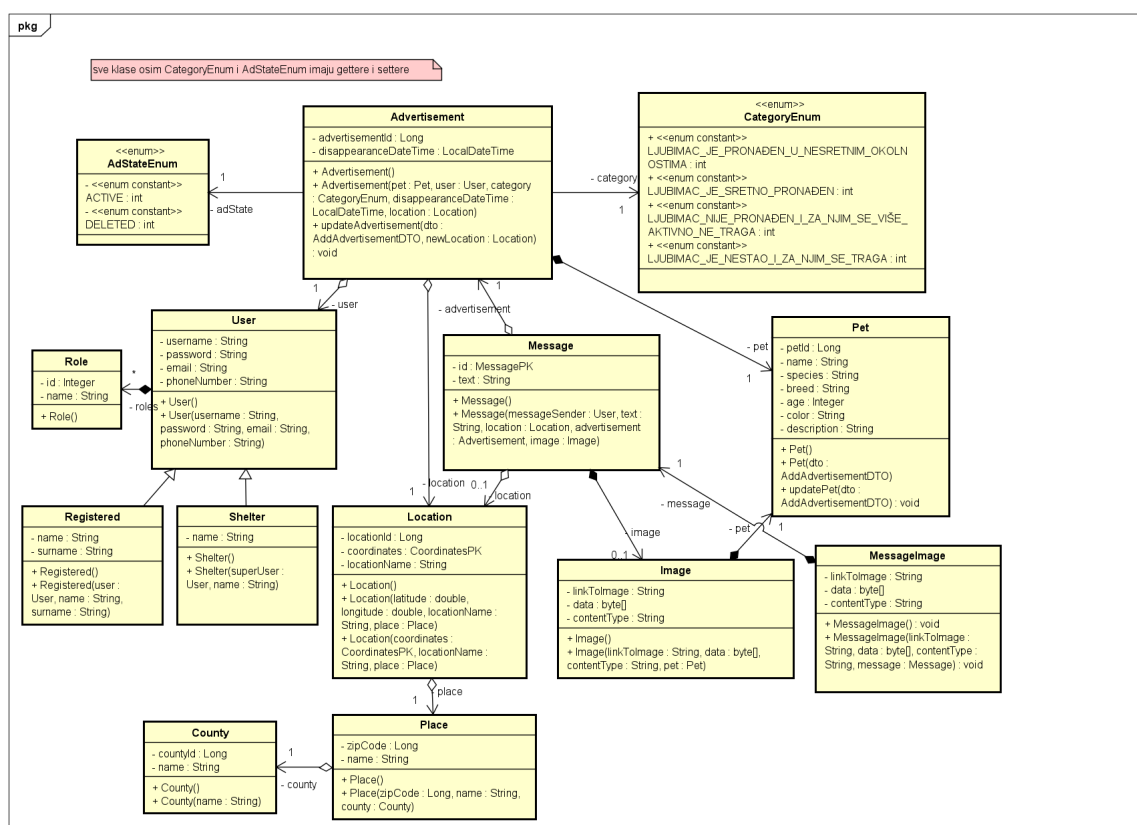 pkg
sve klase osim CategoryEnum i AdStateEnum imaju gettere i settere
<<enum>>
AdStateEnum
- <<enum constant>>
ACTIVE : int
- <<enum constant>>
DELETED : int
1
- adState
Advertisement
- advertisementId : Long
- disappearanceDateTime : LocalDateTime
+ Advertisement()
+ Advertisement(pet : Pet, user : User, category
: CategoryEnum, disappearanceDateTime :
LocalDateTime, location : Location)
+ updateAdvertisement(dto :
AddAdvertisementDTO, newLocation : Location)
: void
- category
1
<<enum>>
CategoryEnum
+ <<enum constant>>
LJUBIMAC_JE_PRONAĐEN_U_NESRETNIM_OKOLN
OSTIMA : int
+ <<enum constant>>
LJUBIMAC_JE_SRETNO_PRONAĐEN : int
+ <<enum constant>>
LJUBIMAC_NIJE_PRONAĐEN_I_ZA_NJIM_SE_VIŠE_
AKTIVNO_NE_TRAGA : int
+ <<enum constant>>
LJUBIMAC_JE_NESTAO_I_ZA_NJIM_SE_TRAGA : int
1
- user
1
- advertisement
- pet
1
User
- username : String
- password : String
- email : String
- phoneNumber : String
+ User()
+ User(username : String,
password : String, email : String,
phoneNumber : String)
Role
- id : Integer
- name : String
+ Role()
*
- roles
Message
- id : MessagePK
- text : String
+ Message()
+ Message(messageSender : User, text :
String, location : Location, advertisement
: Advertisement, image : Image)
Pet
- petId : Long
- name : String
- species : String
- breed : String
- age : Integer
- color : String
- description : String
+ Pet()
+ Pet(dto :
AddAdvertisementDTO)
+ updatePet(dto :
AddAdvertisementDTO) : void
1
- location
0..1
- location
1
- message
- image
0..1
- pet
1
Registered
- name : String
- surname : String
+ Registered()
+ Registered(user :
User, name : String,
surname : String)
Shelter
- name : String
+ Shelter()
+ Shelter(superUser :
User, name : String)
Location
- locationId : Long
- coordinates : CoordinatesPK
- locationName : String
+ Location()
+ Location(latitude : double,
longitude : double, locationName :
String, place : Place)
+ Location(coordinates :
CoordinatesPK, locationName :
String, place : Place)
Image
- linkToImage : String
- data : byte[]
- contentType : String
+ Image()
+ Image(linkToImage : String, data : byte[],
contentType : String, pet : Pet)
MessageImage
- linkToImage : String
- data : byte[]
- contentType : String
+ MessageImage() : void
+ MessageImage(linkToImage :
String, data : byte[], contentType :
String, message : Message) : void
- place
1
County
- countyId : Long
- name : String
+ County()
+ County(name : String)
1
- county
Place
- zipCode : Long
- name : String
+ Place()
+ Place(zipCode : Long, name : String,
county : County)